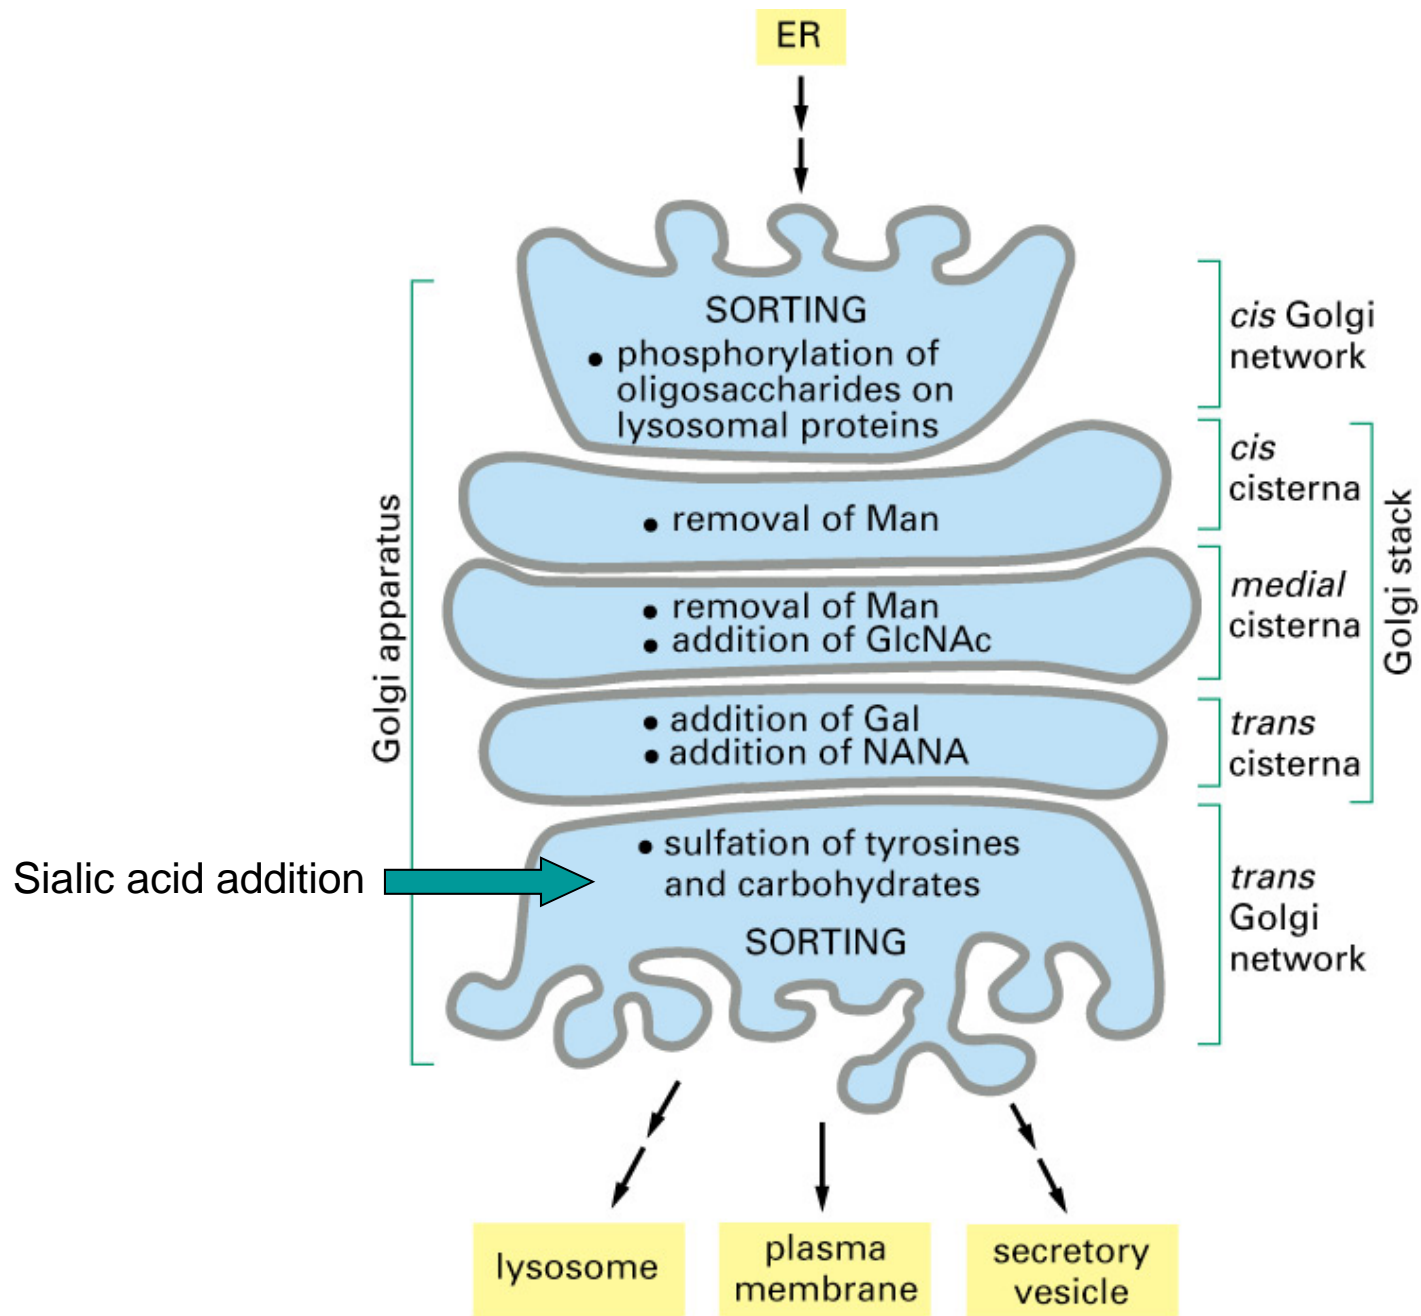 ER
SORTING
• phosphorylation of
oligosaccharides on
lysosomal proteins
cis Golgi
network
• removal of Man
cis
cisterna
• removal of Man
• addition of GlcNAc
medial
cisterna
• addition of Gal
• addition of NANA
trans
cisterna
Golgi apparatus
Golgi stack
Sialic acid addition
• sulfation of tyrosines
and carbohydrates
SORTING
trans
Golgi
network
lysosome
plasma
membrane
secretory
vesicle